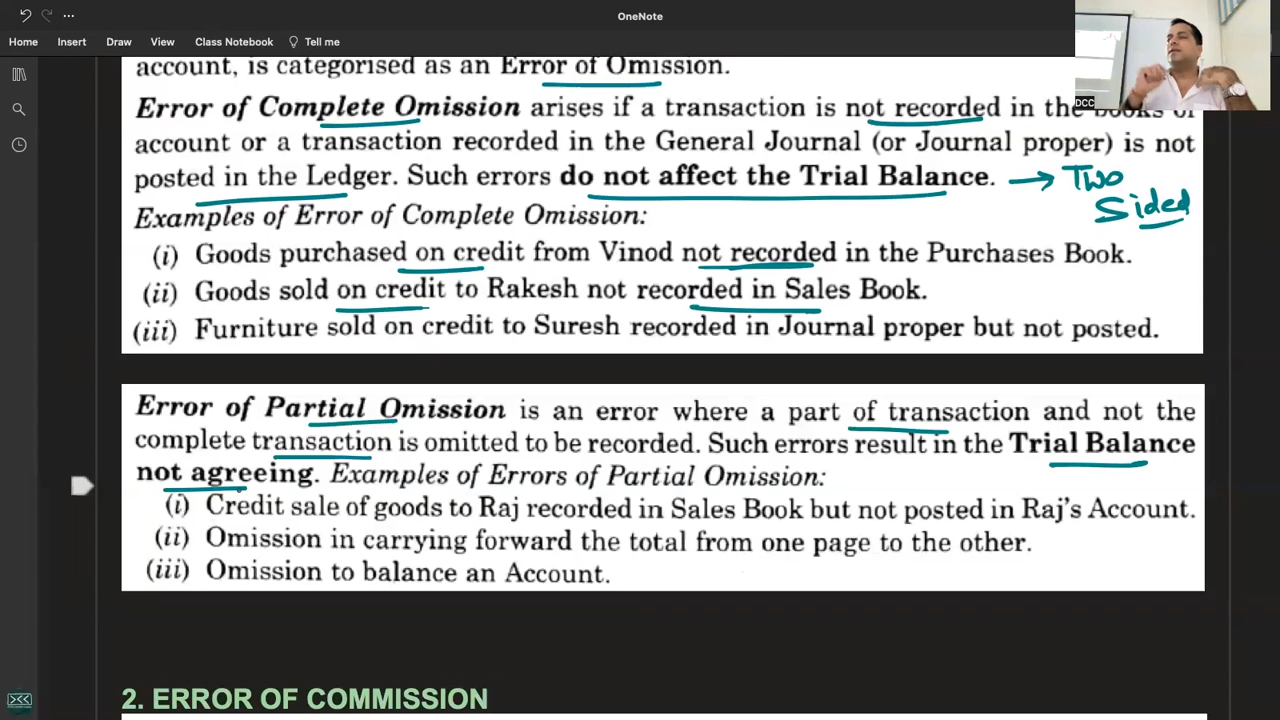 OneNote
Home Insert Draw View Class Notebook Tell me
DCC
account, is categorised as an Error of Omission.
Error of Complete Omission arises if a transaction is not recorded in the books of
account or a transaction recorded in the General Journal (or Journal proper) is not
posted in the Ledger. Such errors do not affect the Trial Balance. → Two
Sided
Examples of Error of Complete Omission:
(i) Goods purchased on credit from Vinod not recorded in the Purchases Book.
(ii) Goods sold on credit to Rakesh not recorded in Sales Book.
(iii) Furniture sold on credit to Suresh recorded in Journal proper but not posted.
Error of Partial Omission is an error where a part of transaction and not the
complete transaction is omitted to be recorded. Such errors result in the Trial Balance
not agreeing. Examples of Errors of Partial Omission:
(i) Credit sale of goods to Raj recorded in Sales Book but not posted in Raj's Account.
(ii) Omission in carrying forward the total from one page to the other.
(iii) Omission to balance an Account.
2. ERROR OF COMMISSION